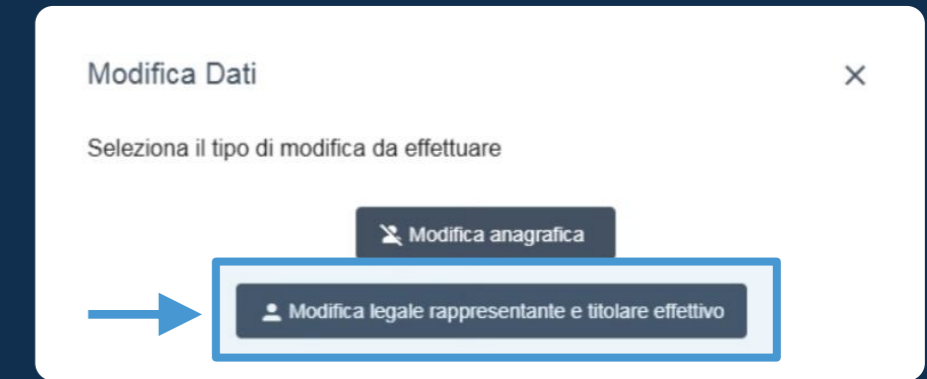 Modifica Dati
Seleziona il tipo di modifica da effettuare
Modifica anagrafica
Modifica legale rappresentante e titolare effettivo